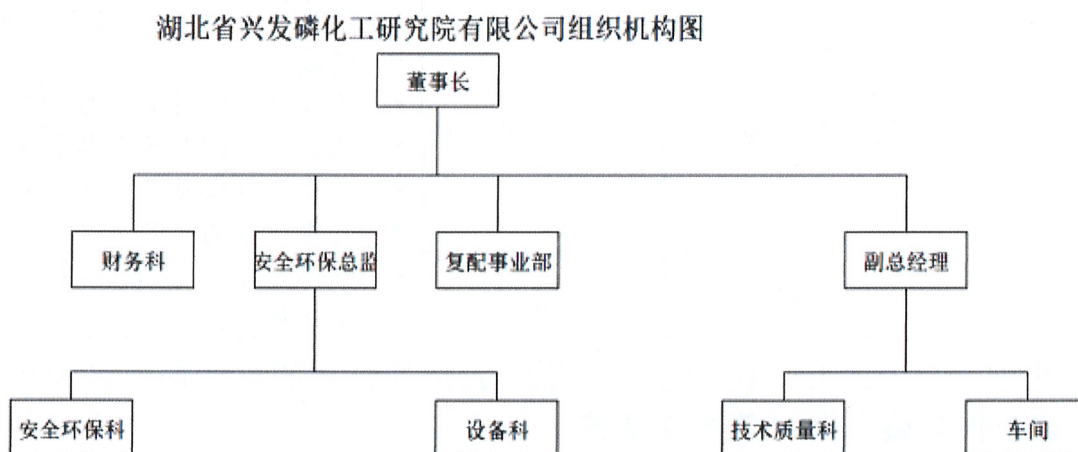 湖北省兴发磷化工研究院有限公司组织机构图
董事长
财务科
安全环保总监
复配事业部
副总经理
安全环保科
设备科
技术质量科
车间